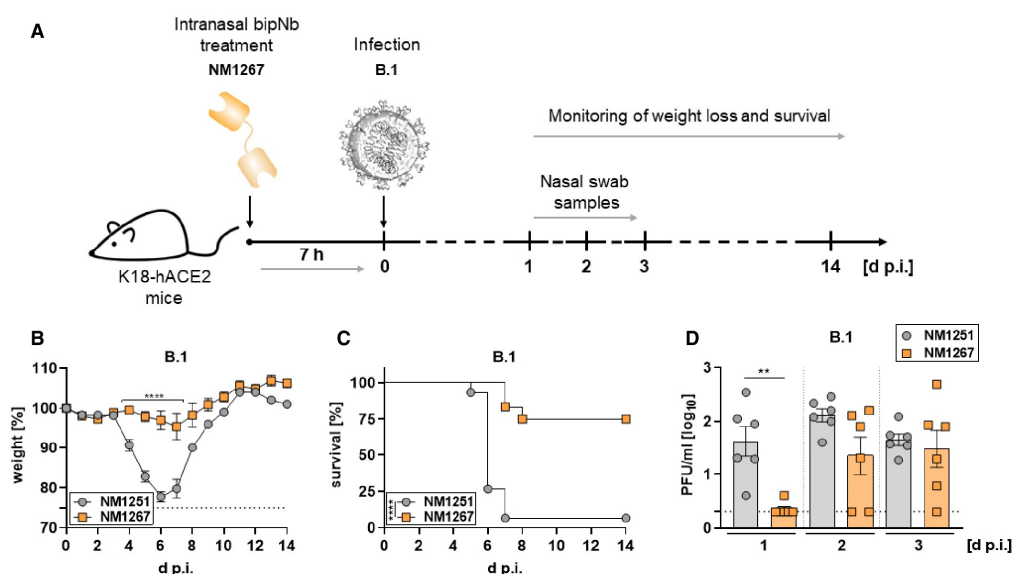 A
Intranasal bipNb
treatment
NM1267
Infection
B.1
Monitoring of weight loss and survival
Nasal swab
samples
7 h
0
1
2
3
14
[d p.i.]
K18-hACE2
mice
B
B.1
weight [%]
110
100
90
80
70
****
NM1251
NM1267
0 2 4 6 8 10 12 14
d p.i.
C
B.1
survival [%]
100
75
50
25
0
****
NM1251
NM1267
0 2 4 6 8 10 12 14
d p.i.
D
B.1
NM1251
NM1267
PFU/ml [log10]
3
2
1
0
**
1 2 3 [d p.i.]